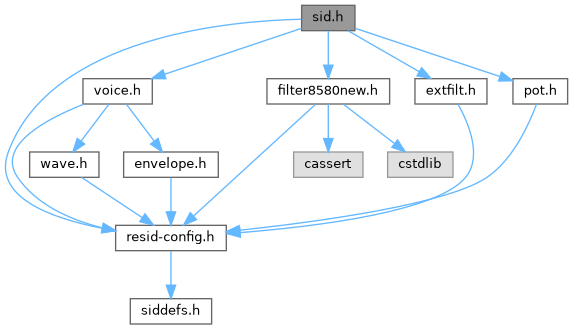 sid.h
voice.h
filter8580new.h
extfilt.h
pot.h
wave.h
envelope.h
cassert
cstdlib
resid-config.h
siddefs.h